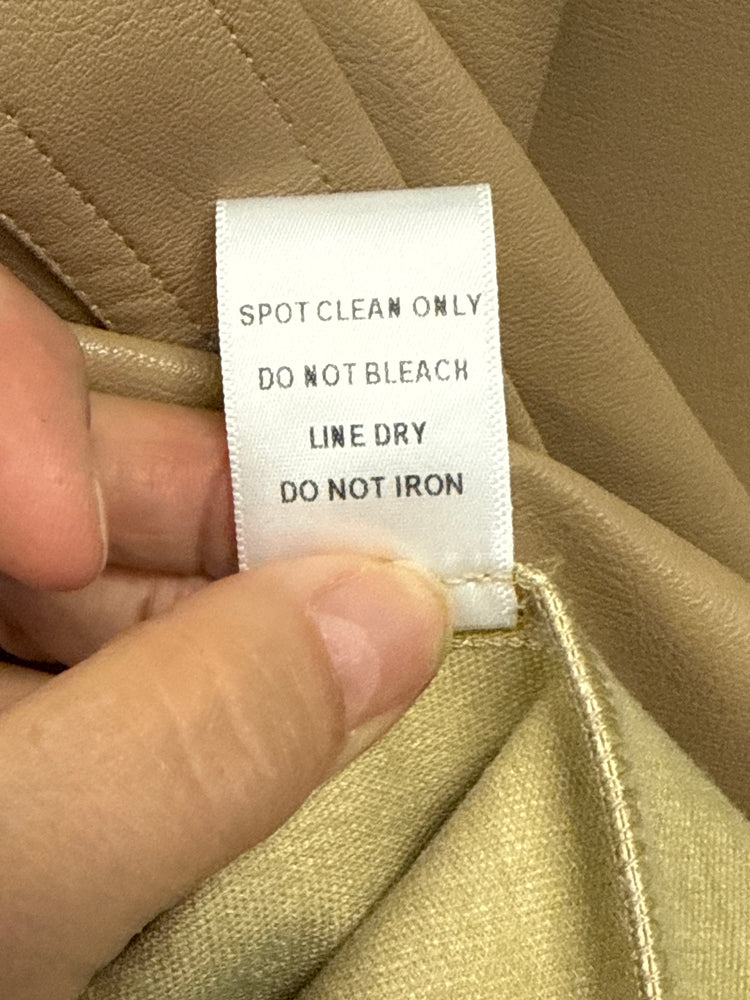 SPOT CLEAN ONLY
DO NOT BLEACH
LINE DRY
DO NOT IRON